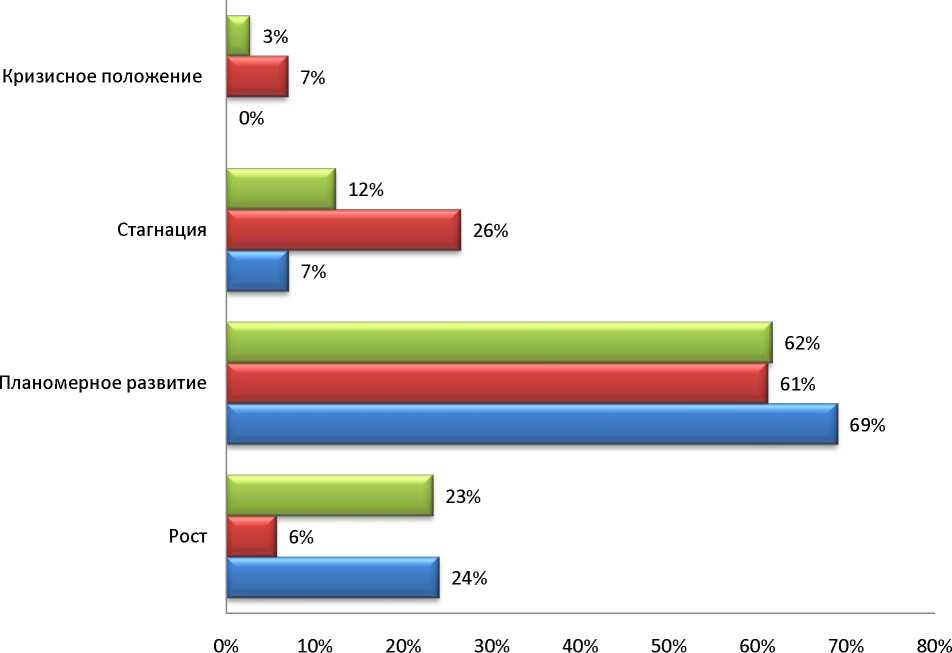 3%
Кризисное положение
7%
0%
12%
Стагнация
26%
7%
62%
Планомерное развитие
61%
69%
23%
Рост
6%
24%
0% 10% 20% 30% 40% 50% 60% 70% 80%